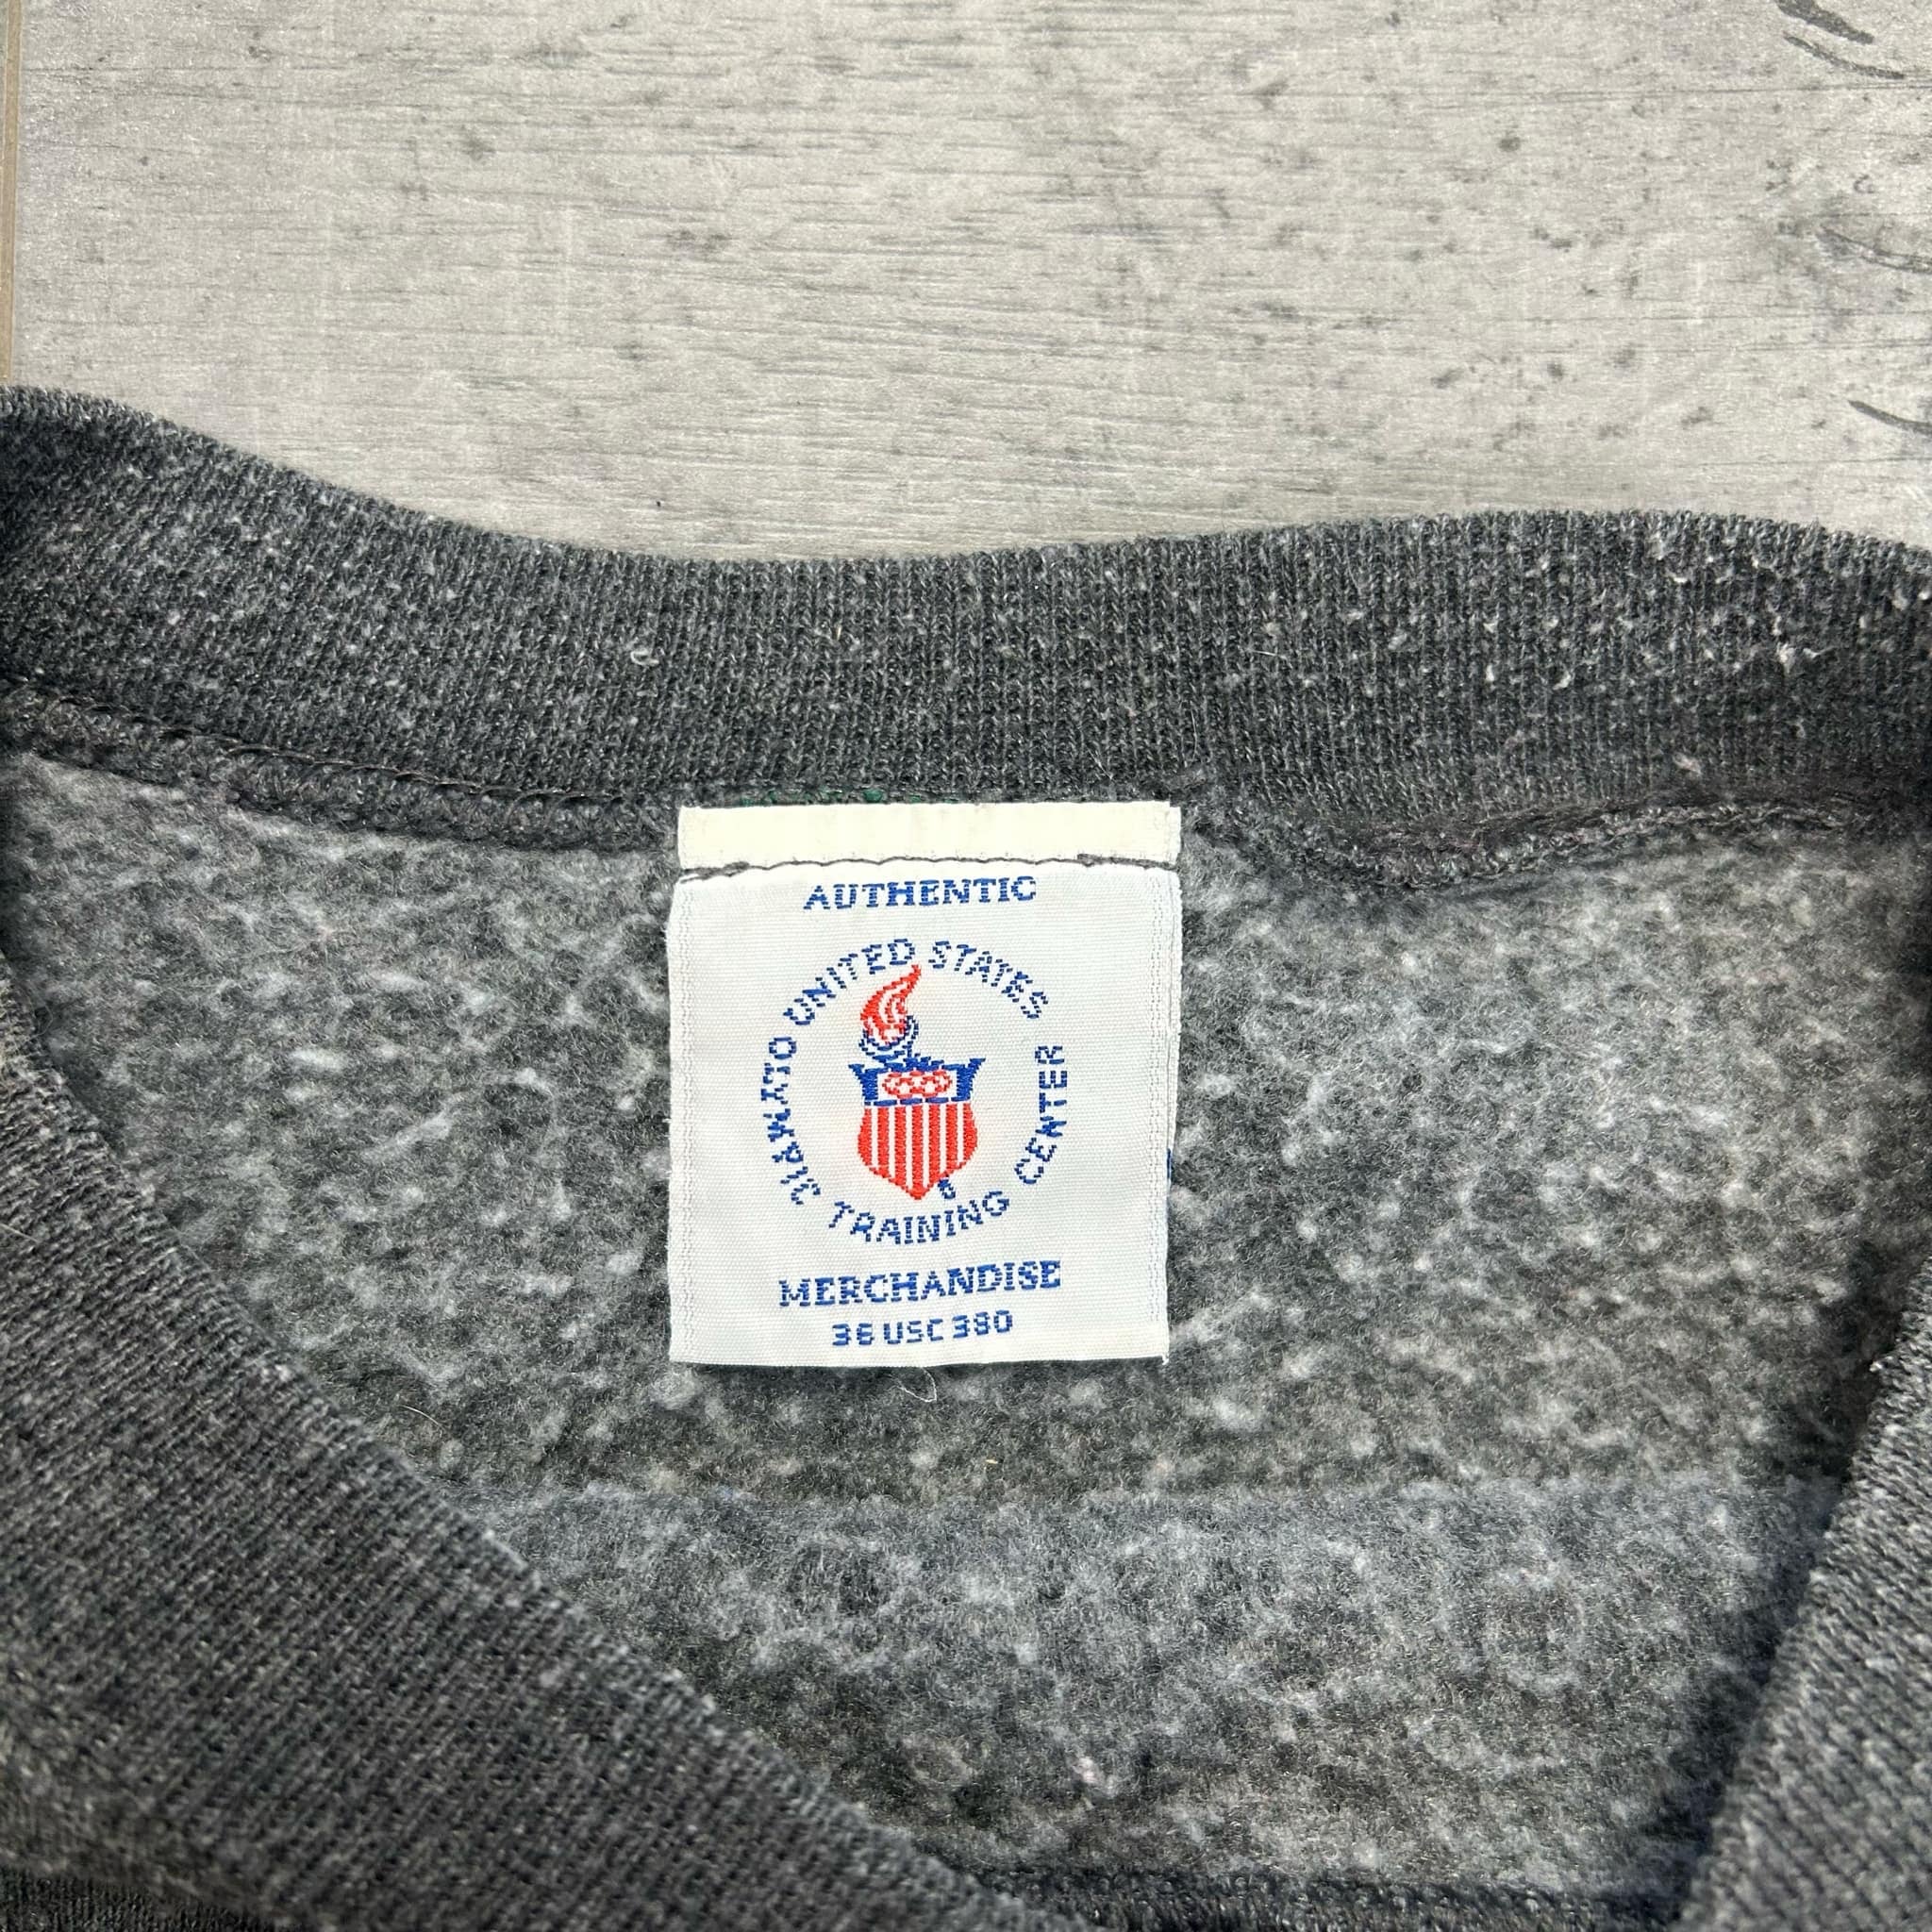 AUTHENTIC
UNITED STATES OLYMPIC TRAINING CENTER
MERCHANDISE
36 USC 380